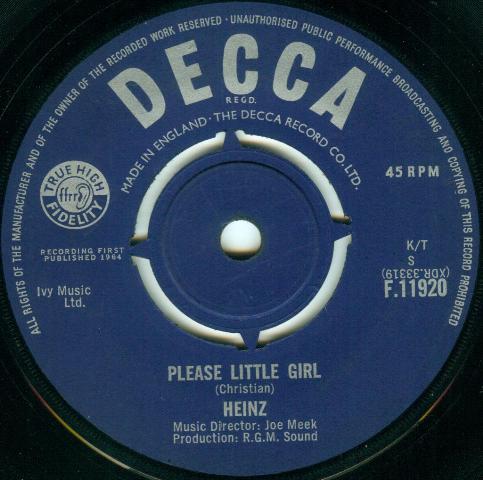 ALL RIGHTS OF THE MANUFACTURER AND OF THE OWNER OF THE RECORDED WORK RESERVED · UNAUTHORISED PUBLIC PERFORMANCE BROADCASTING AND COPYING OF THIS RECORD PROHIBITED
DECCA
REGD.
MADE IN ENGLAND · THE DECCA RECORD CO. LTD.
TRUE HIGH
ffrr
FIDELITY
45 RPM
RECORDING FIRST
PUBLISHED 1964
K/T
S
(XDR.33319)
F.11920
Ivy Music
Ltd.
PLEASE LITTLE GIRL
(Christian)
HEINZ
Music Director: Joe Meek
Production: R.G.M. Sound